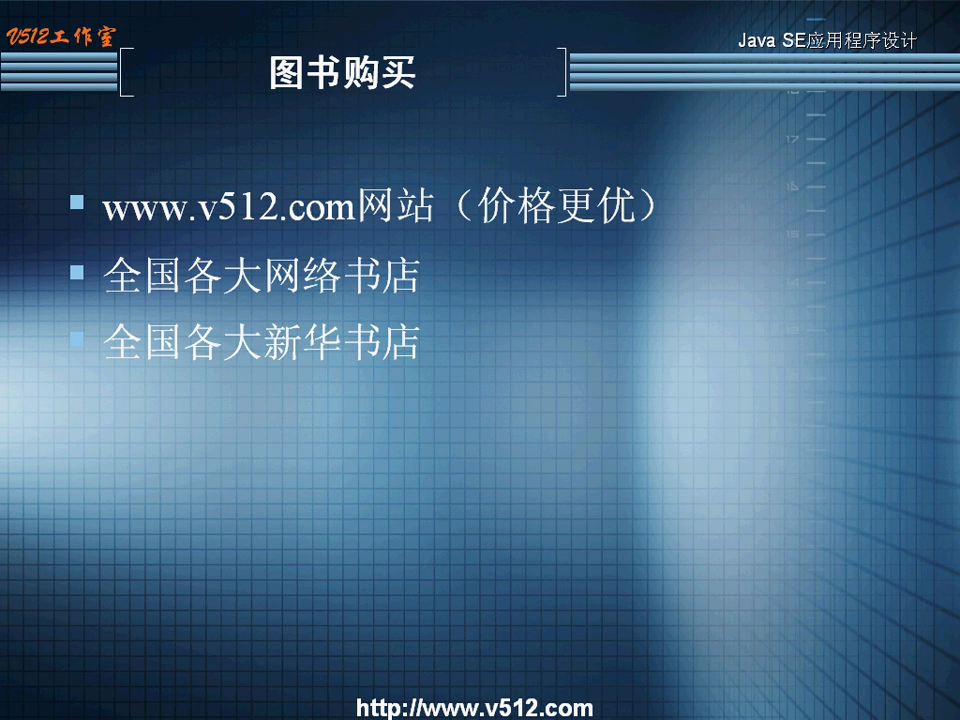 V512工作室
Java SE应用程序设计
图书购买
www.v512.com网站（价格更优）
全国各大网络书店
全国各大新华书店
http://www.v512.com